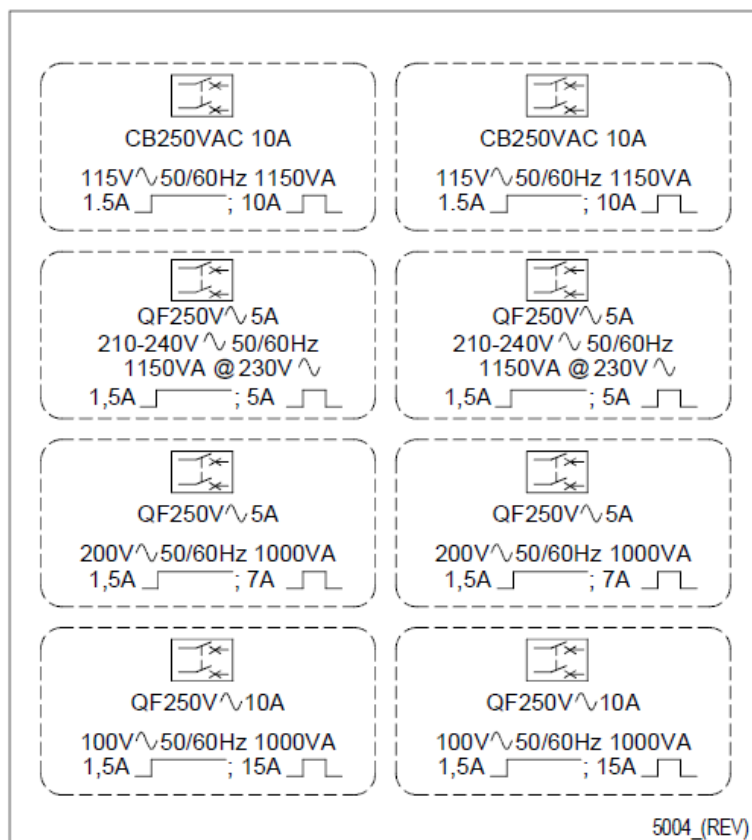 CB250VAC 10A
115V∿50/60Hz 1150VA
1.5A ; 10A
CB250VAC 10A
115V∿50/60Hz 1150VA
1.5A ; 10A
QF250V∿5A
210-240V∿ 50/60Hz
1150VA @230V∿
1,5A ; 5A
QF250V∿5A
210-240V∿ 50/60Hz
1150VA @230V∿
1,5A ; 5A
QF250V∿5A
200V∿50/60Hz 1000VA
1,5A ; 7A
QF250V∿5A
200V∿50/60Hz 1000VA
1,5A ; 7A
QF250V∿10A
100V∿50/60Hz 1000VA
1,5A ; 15A
QF250V∿10A
100V∿50/60Hz 1000VA
1,5A ; 15A
5004_(REV)